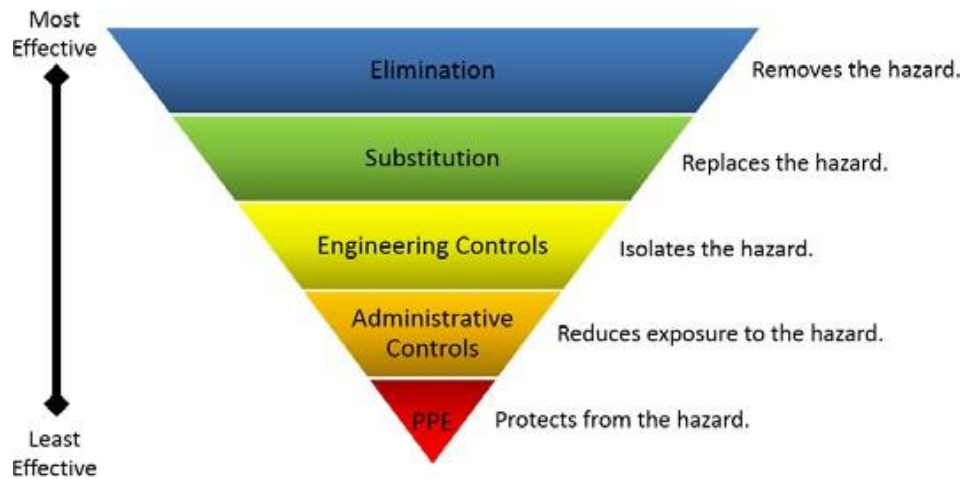 Most
Effective
Elimination
Removes the hazard.
Substitution
Replaces the hazard.
Engineering Controls
Isolates the hazard.
Administrative
Controls
Reduces exposure to the hazard.
PPE
Protects from the hazard.
Least
Effective